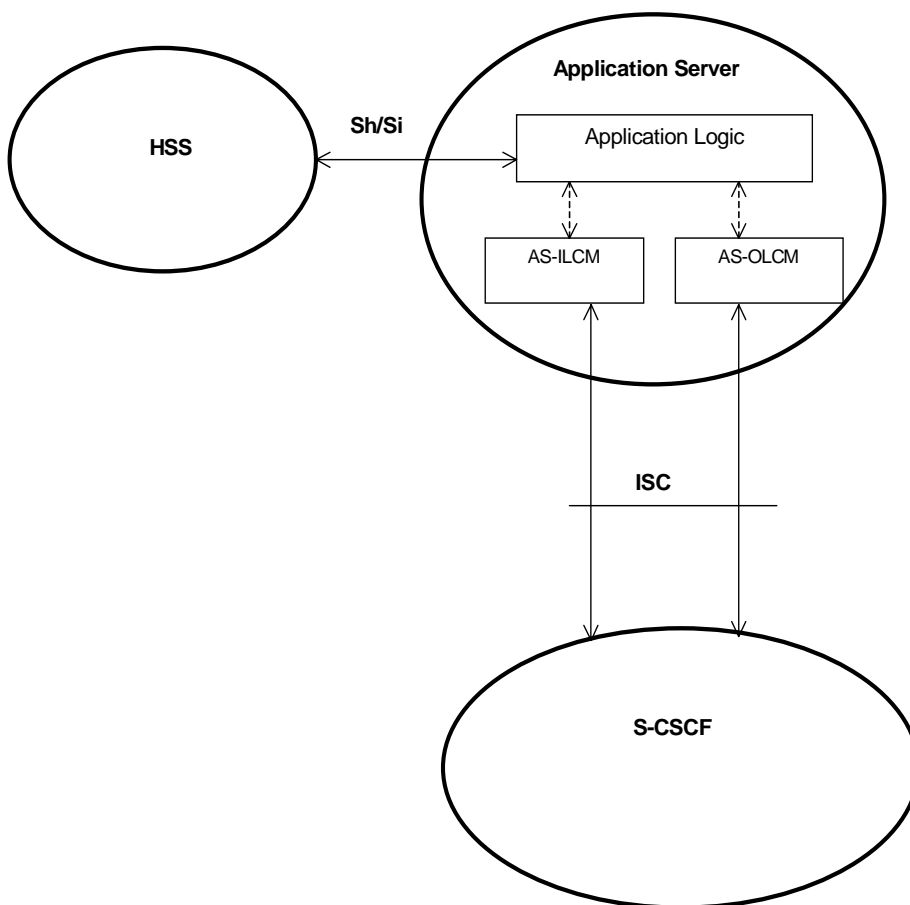 Application Server
HSS
Sh/Si
Application Logic
AS-ILCM
AS-OLCM
ISC
S-CSCF